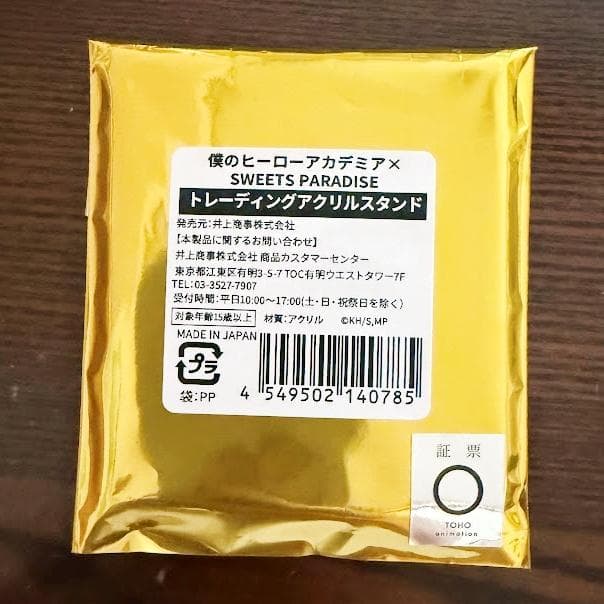 僕のヒーローアカデミア×
SWEETS PARADISE
トレーディングアクリルスタンド
発売元:井上商事株式会社
【本製品に関するお問い合わせ】
井上商事株式会社 商品カスタマーセンター
東京都江東区有明3-5-7 TOC有明ウエストタワー7F
TEL:03-3527-7907
受付時間:平日10:00~17:00(土・日・祝祭日を除く)
対象年齢15歳以上 材質:アクリル ©KH/S,MP
MADE IN JAPAN
プラ
袋:PP
4 549502 140785
証票
TOHO
animation